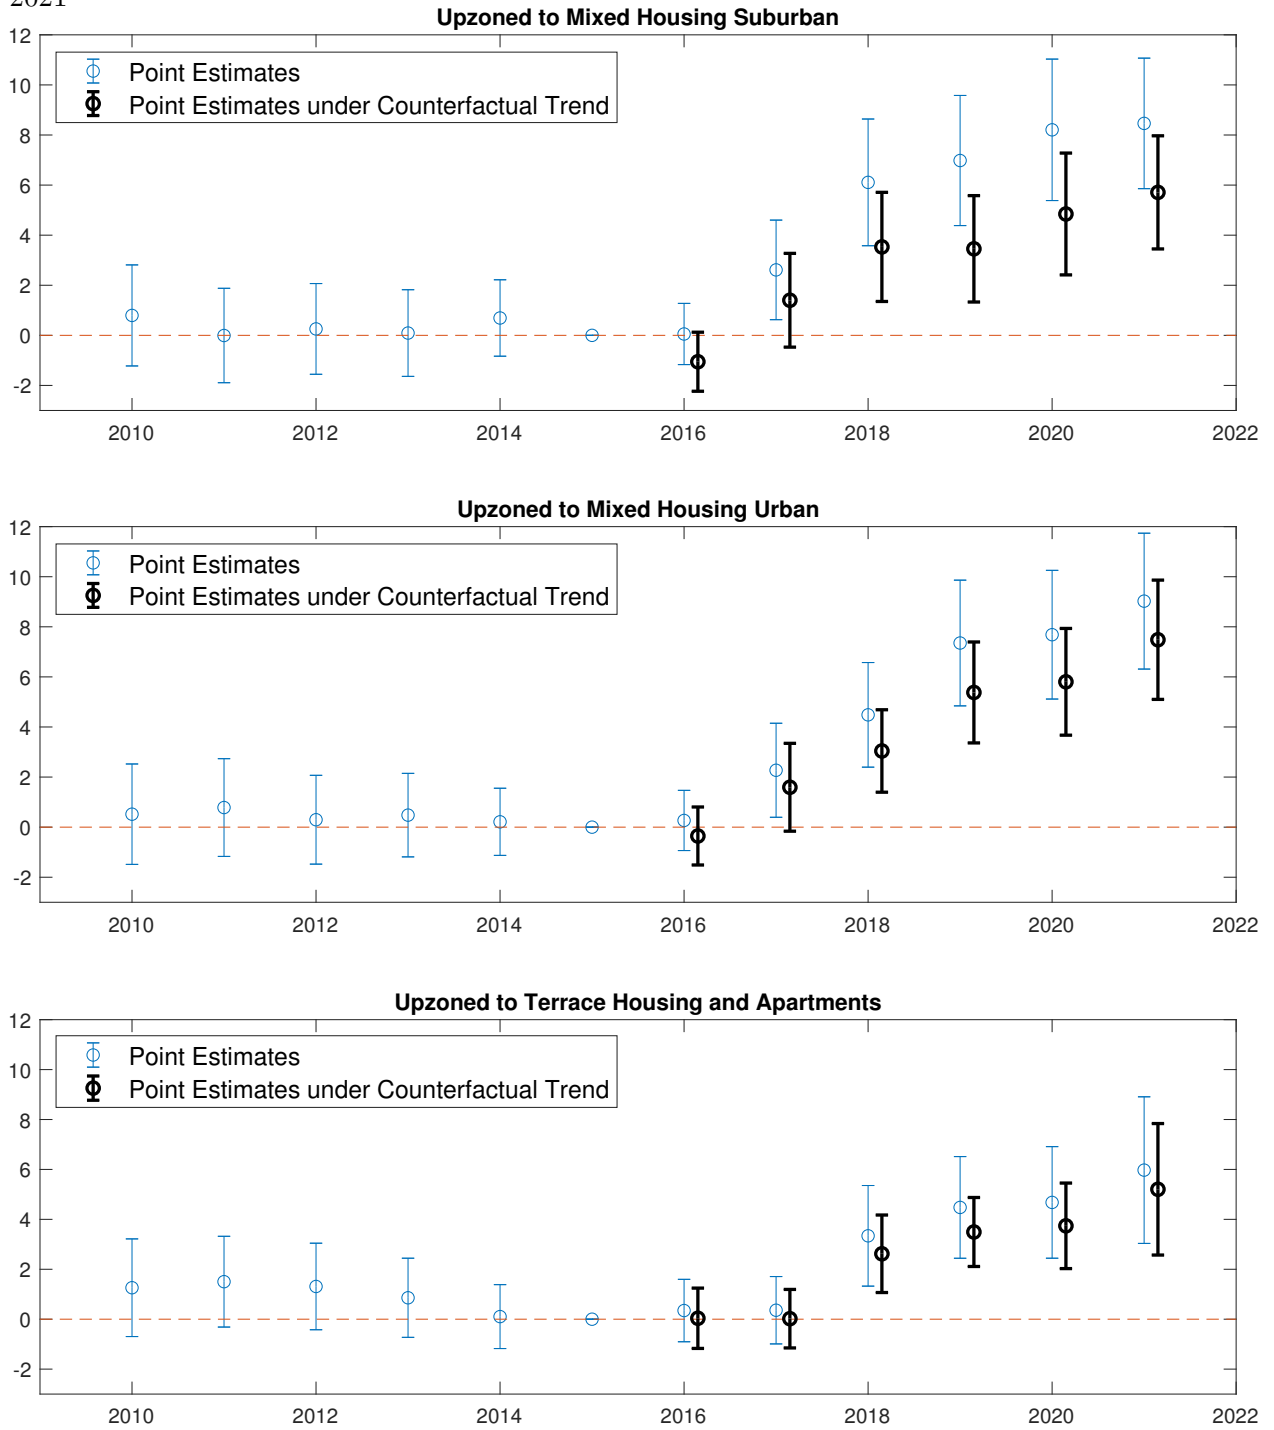 2021
Upzoned to Mixed Housing Suburban
12
10
8
6
4
2
0
-2
Point Estimates
Point Estimates under Counterfactual Trend
2010 2012 2014 2016 2018 2020 2022
Upzoned to Mixed Housing Urban
12
10
8
6
4
2
0
-2
Point Estimates
Point Estimates under Counterfactual Trend
2010 2012 2014 2016 2018 2020 2022
Upzoned to Terrace Housing and Apartments
12
10
8
6
4
2
0
-2
Point Estimates
Point Estimates under Counterfactual Trend
2010 2012 2014 2016 2018 2020 2022